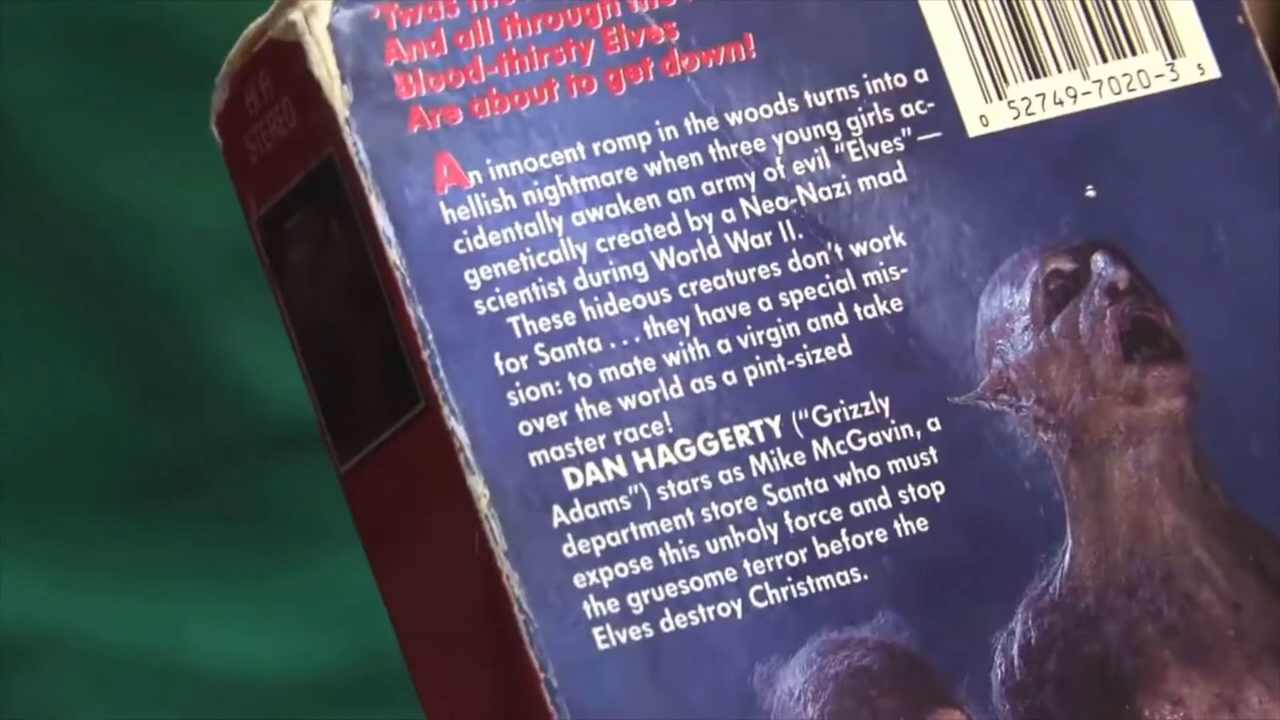 'Twas the
And all through the
Blood-thirsty Elves
Are about to get down!
An innocent romp in the woods turns into a
hellish nightmare when three young girls ac-
cidentally awaken an army of evil "Elves" —
genetically created by a Neo-Nazi mad
scientist during World War II.
These hideous creatures don't work
for Santa . . . they have a special mis-
sion: to mate with a virgin and take
over the world as a pint-sized
master race!
DAN HAGGERTY ("Grizzly
Adams") stars as Mike McGavin, a
department store Santa who must
expose this unholy force and stop
the gruesome terror before the
Elves destroy Christmas.
0 52749-7020-3 5
HI FI
STEREO